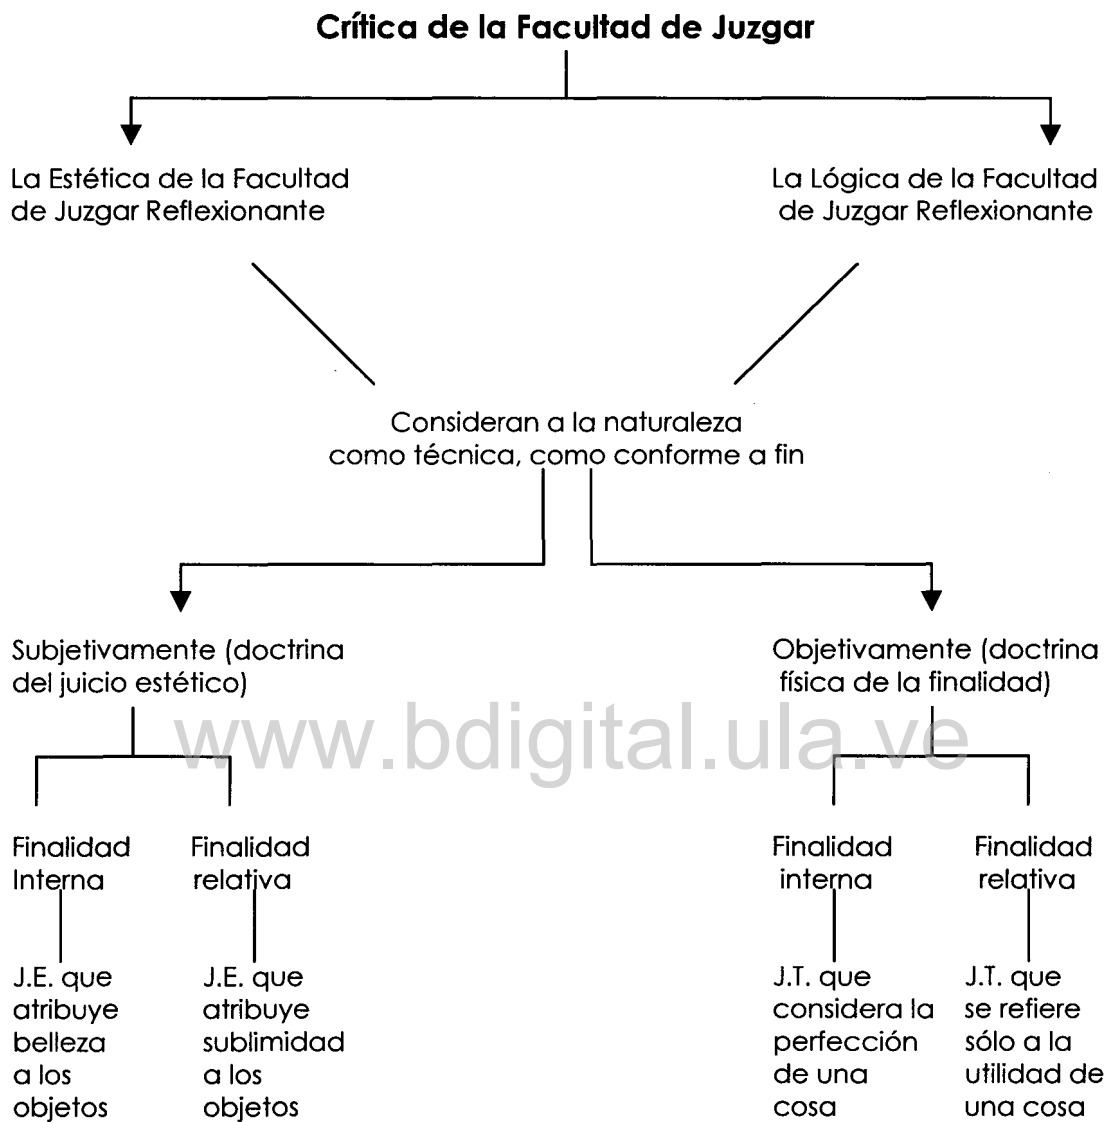 Crítica de la Facultad de Juzgar
La Estética de la Facultad
de Juzgar Reflexionante
La Lógica de la Facultad
de Juzgar Reflexionante
Consideran a la naturaleza
como técnica, como conforme a fin
Subjetivamente (doctrina
del juicio estético)
Objetivamente (doctrina
física de la finalidad)
www.bdigital.ula.ve
Finalidad
Interna
Finalidad
relativa
Finalidad
interna
Finalidad
relativa
J.E. que
atribuye
belleza
a los
objetos
J.E. que
atribuye
sublimidad
a los
objetos
J.T. que
considera la
perfección
de una
cosa
J.T. que
se refiere
sólo a la
utilidad de
una cosa